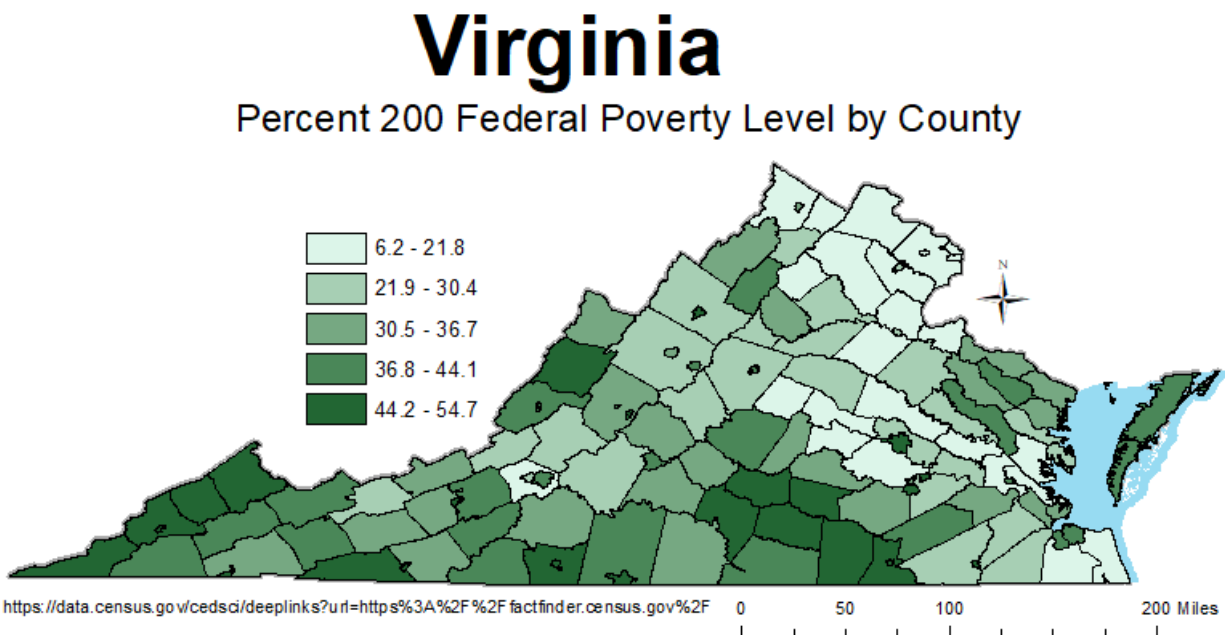 Virginia
Percent 200 Federal Poverty Level by County
6.2 - 21.8
21.9 - 30.4
30.5 - 36.7
36.8 - 44.1
44.2 - 54.7
N
https://data.census.gov/cedsci/deeplinks?url=https%3A%2F%2Ffactfinder.census.gov%2F
0 50 100 200 Miles